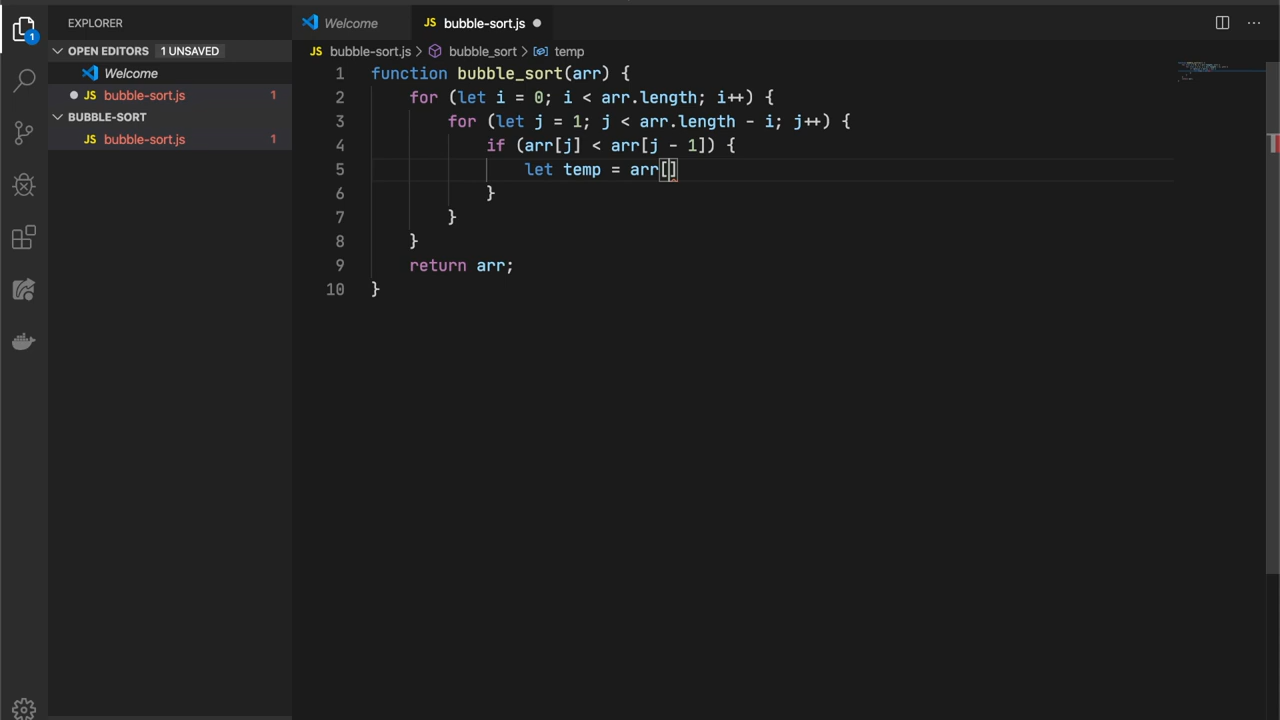 EXPLORER
Welcome
JS bubble-sort.js
OPEN EDITORS 1 UNSAVED
JS bubble-sort.js > bubble_sort > temp
Welcome
JS bubble-sort.js 1
BUBBLE-SORT
JS bubble-sort.js 1
1
1 function bubble_sort(arr) {
2 for (let i = 0; i < arr.length; i++) {
3 for (let j = 1; j < arr.length - i; j++) {
4 if (arr[j] < arr[j - 1]) {
5 let temp = arr[]
6 }
7 }
8 }
9 return arr;
10 }